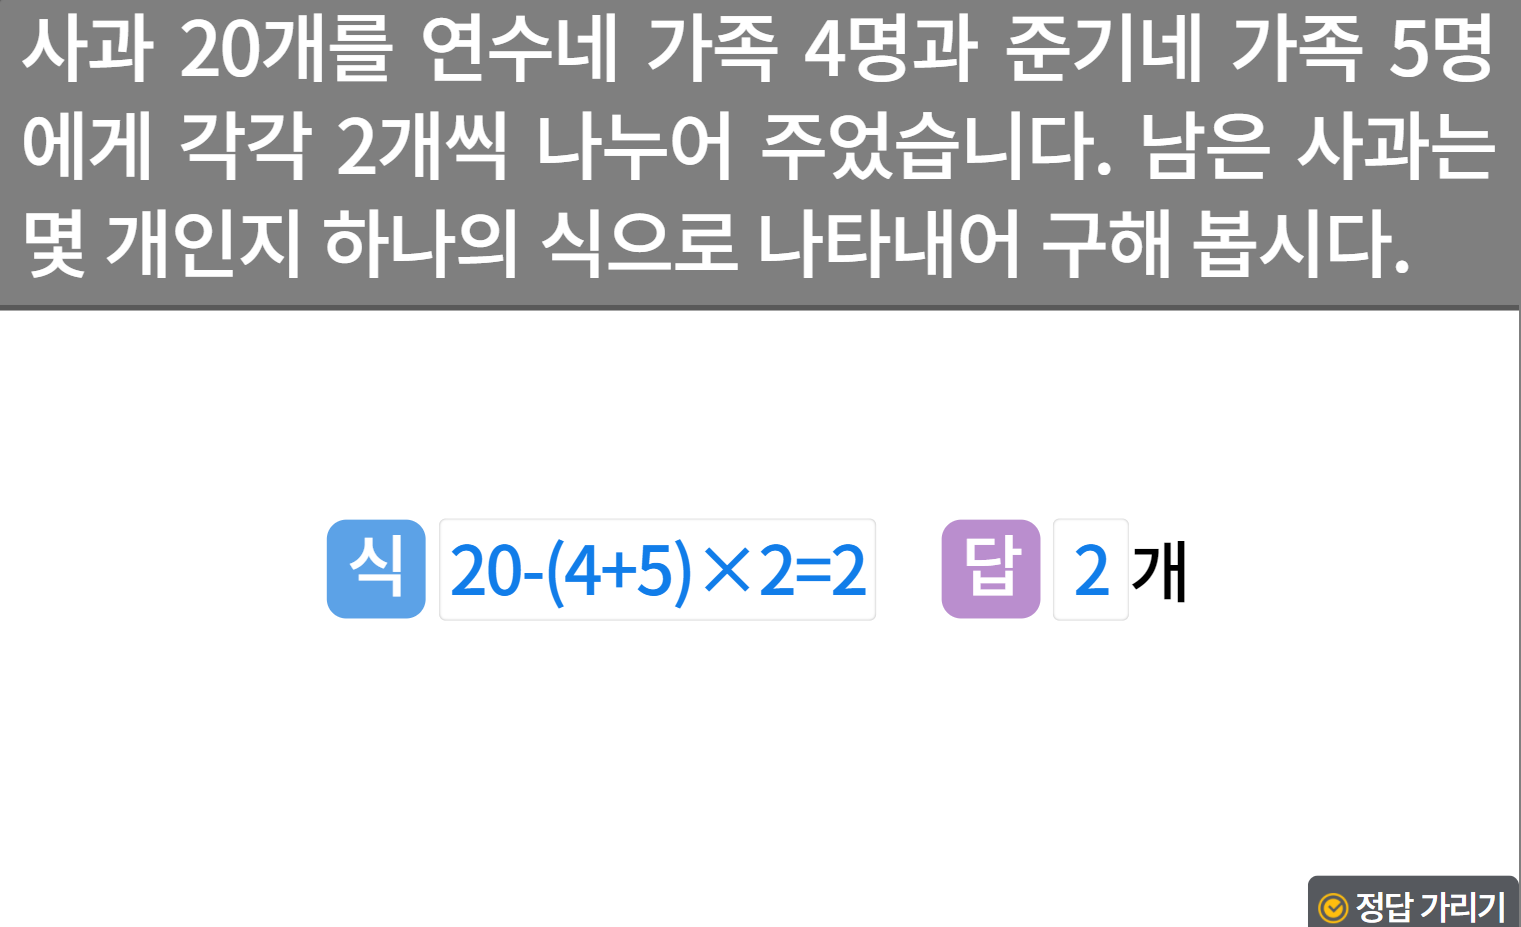 사과 20개를 연수네 가족 4명과 준기네 가족 5명
에게 각각 2개씩 나누어 주었습니다. 남은 사과는
몇 개인지 하나의 식으로 나타내어 구해 봅시다.
식 20-(4+5)×2=2 답 2 개
정답 가리기